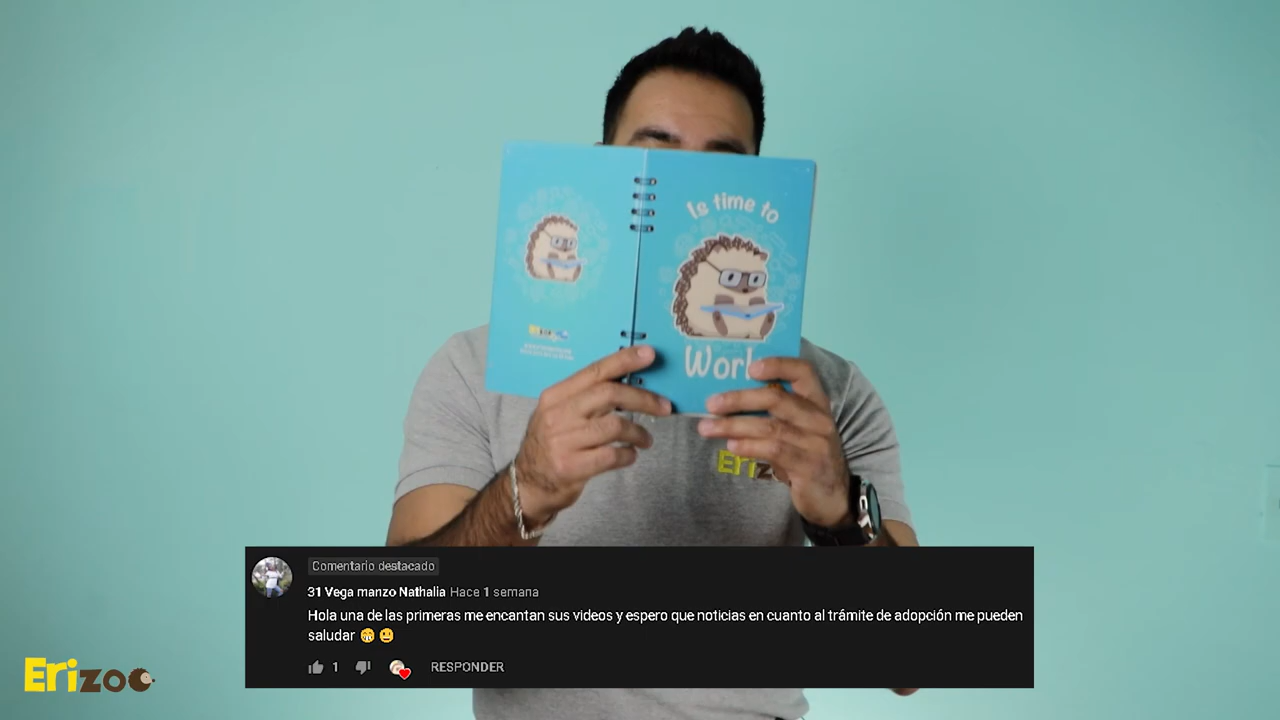 Is time to
Work
Erizo
Comentario destacado
31 Vega manzo Nathalia Hace 1 semana
Hola una de las primeras me encantan sus videos y espero que noticias en cuanto al trámite de adopción me pueden
saludar 😁 🙂
1
RESPONDER
Erizoo